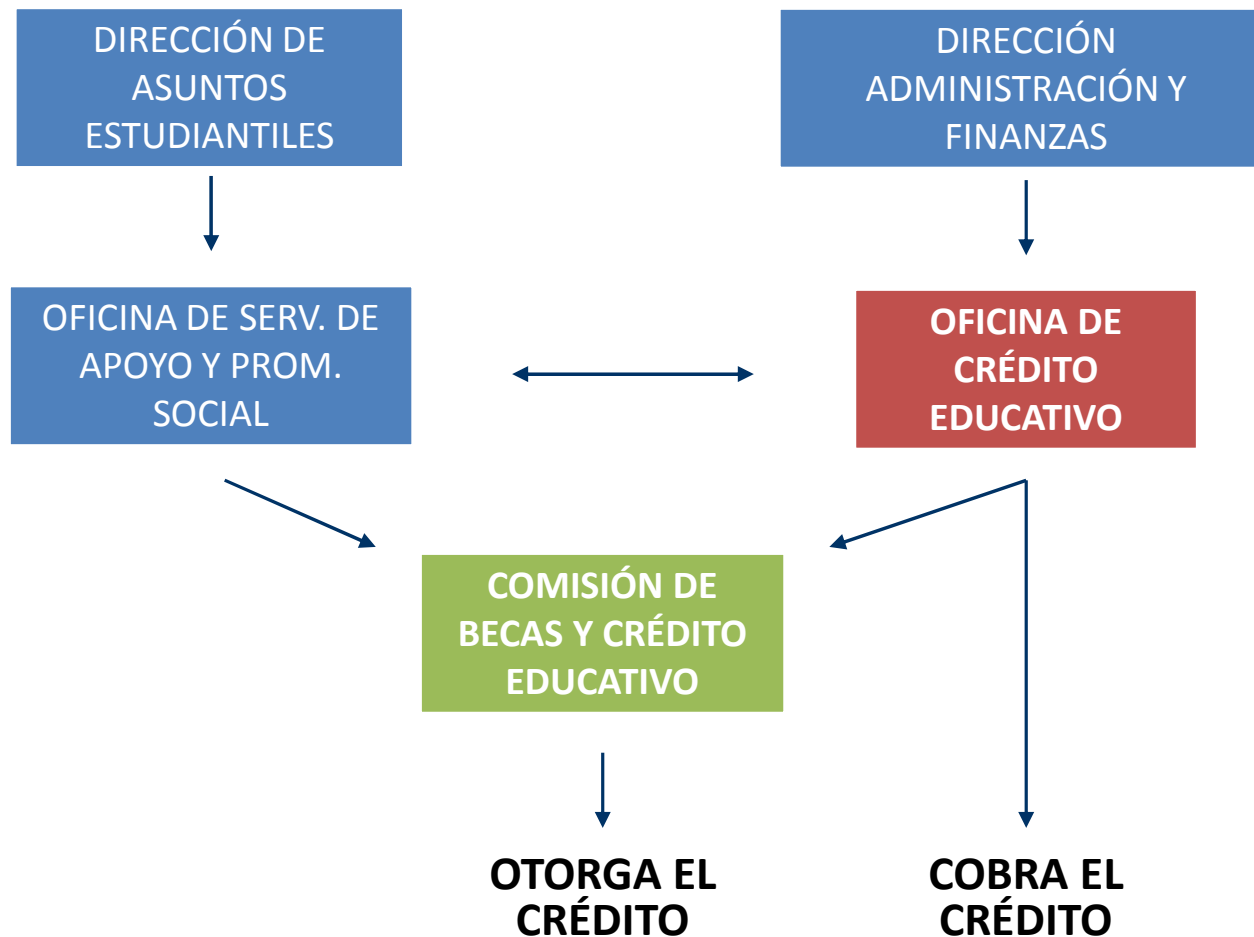 DIRECCIÓN DE
ASUNTOS
ESTUDIANTILES
DIRECCIÓN
ADMINISTRACIÓN Y
FINANZAS
OFICINA DE SERV. DE
APOYO Y PROM.
SOCIAL
OFICINA DE
CRÉDITO
EDUCATIVO
COMISIÓN DE
BECAS Y CRÉDITO
EDUCATIVO
OTORGA EL
CRÉDITO
COBRA EL
CRÉDITO